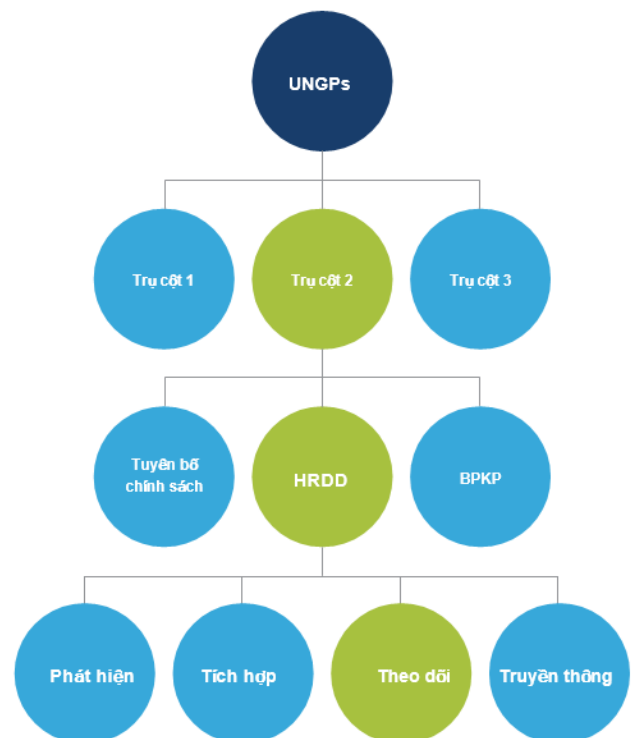 UNGPs
Trụ cột 1
Trụ cột 2
Trụ cột 3
Tuyên bố
chính sách
HRDD
BPKP
Phát hiện
Tích hợp
Theo dõi
Truyền thông